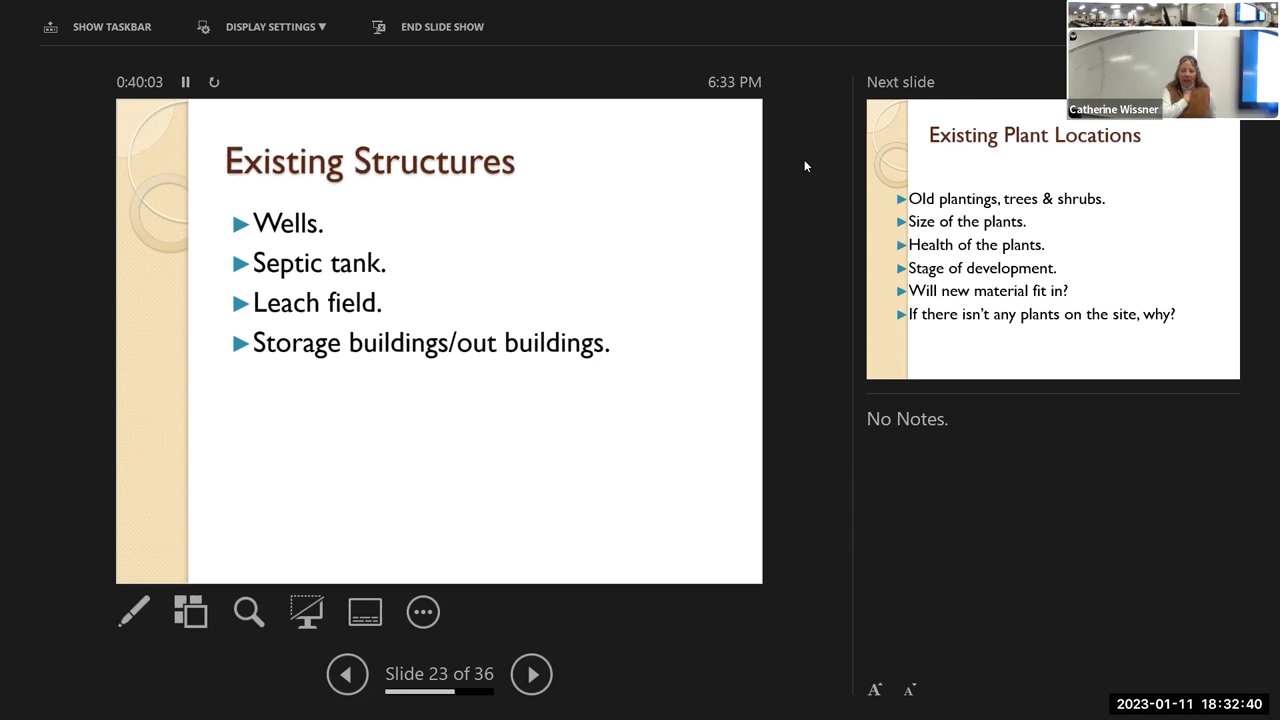 SHOW TASKBAR
DISPLAY SETTINGS ▼
END SLIDE SHOW
0:40:03
6:33 PM
Existing Structures
►Wells.
►Septic tank.
►Leach field.
►Storage buildings/out buildings.
Slide 23 of 36
Next slide
Existing Plant Locations
►Old plantings, trees & shrubs.
►Size of the plants.
►Health of the plants.
►Stage of development.
►Will new material fit in?
►If there isn't any plants on the site, why?
No Notes.
A A
Catherine Wissner
2023-01-11 18:32:40